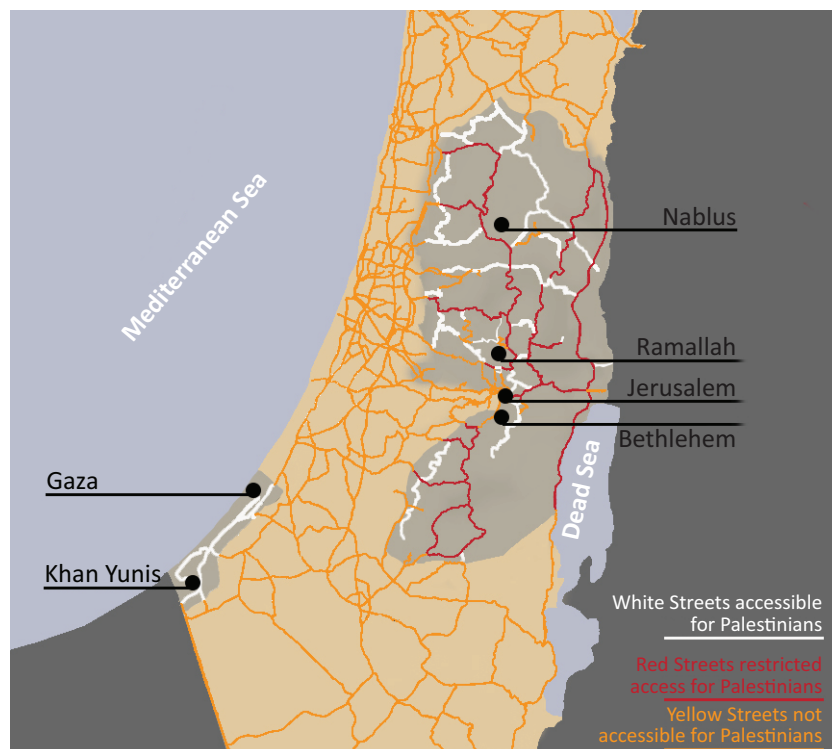 Mediterranean Sea
Nablus
Ramallah
Jerusalem
Bethlehem
Dead Sea
Gaza
Khan Yunis
White Streets accessible
for Palestinians
Red Streets restricted
access for Palestinians
Yellow Streets not
accessible for Palestinians